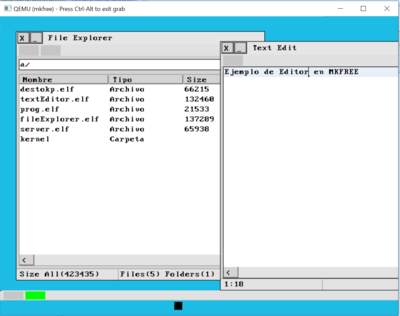 QEMU (mkfree) - Press Ctrl-Alt to exit grab
X _ File Explorer
a/
Nombre Tipo Size
destokp.elf Archivo 66215
textEditor.elf Archivo 132460
prog.elf Archivo 21533
fileExplorer.elf Archivo 137289
server.elf Archivo 65938
kernel Carpeta
Size All(423435) Files(5) Folders(1)
X _ Text Edit
Ejemplo de Editor en MKFREE
1:18